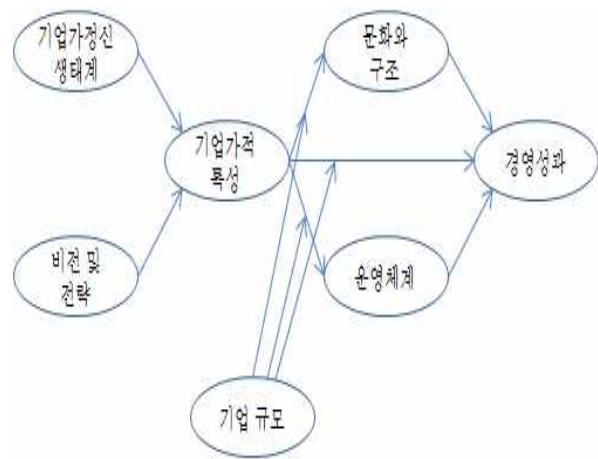 기업가정신
생태계
문화와
구조
기업가적
특성
경영성과
비전 및
전략
운영체계
기업 규모